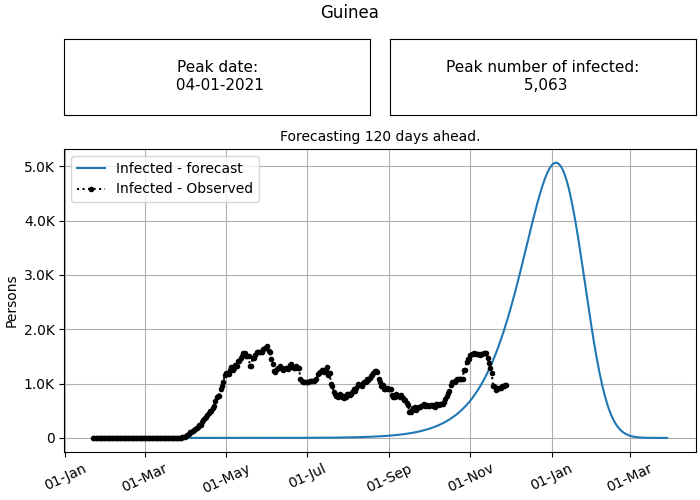 Guinea
Peak date:
04-01-2021
Peak number of infected:
5,063
Forecasting 120 days ahead.
Infected - forecast
Infected - Observed
Persons
5.0K
4.0K
3.0K
2.0K
1.0K
0
01-Jan
01-Mar
01-May
01-Jul
01-Sep
01-Nov
01-Jan
01-Mar